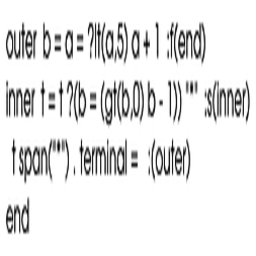 outer b = a = ?lt(a,5) a + 1 :f(end)
inner t = t ?(b = (gt(b,0) b - 1)) "*" :s(inner)
t span("*") . terminal = :(outer)
end